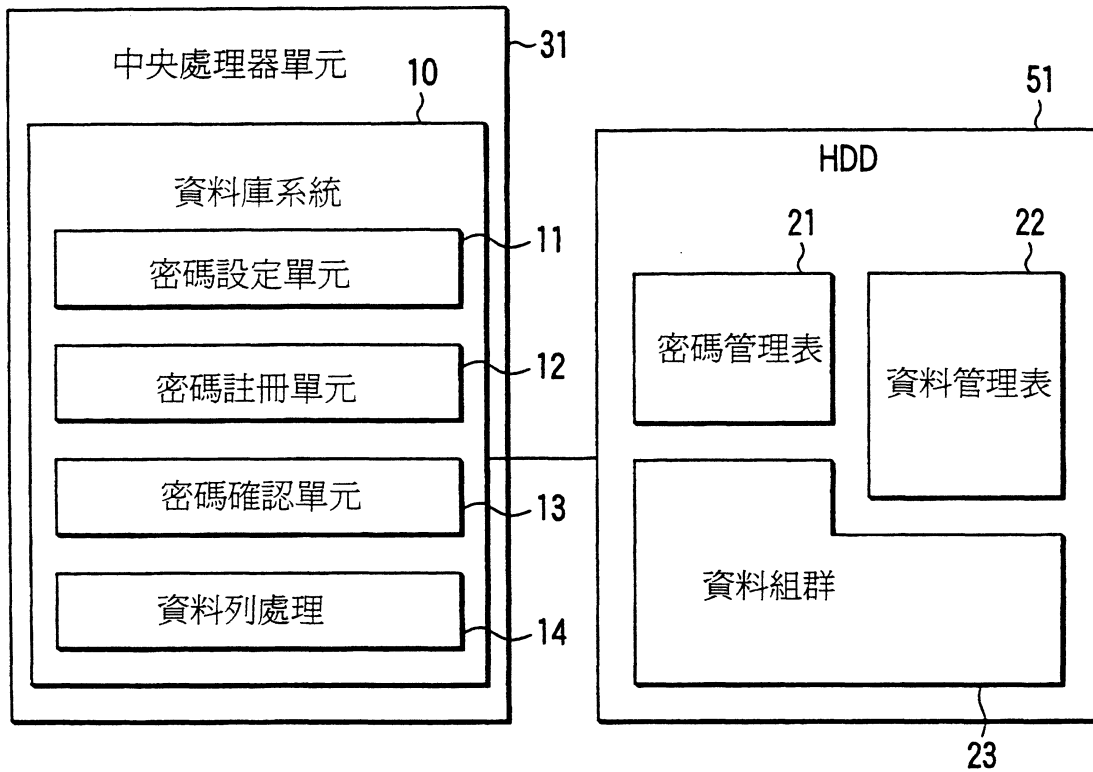 中央處理器單元
31
10
資料庫系統
11
密碼設定單元
12
密碼註冊單元
密碼確認單元
13
資料列處理
14
51
HDD
21
22
密碼管理表
資料管理表
資料組群
23